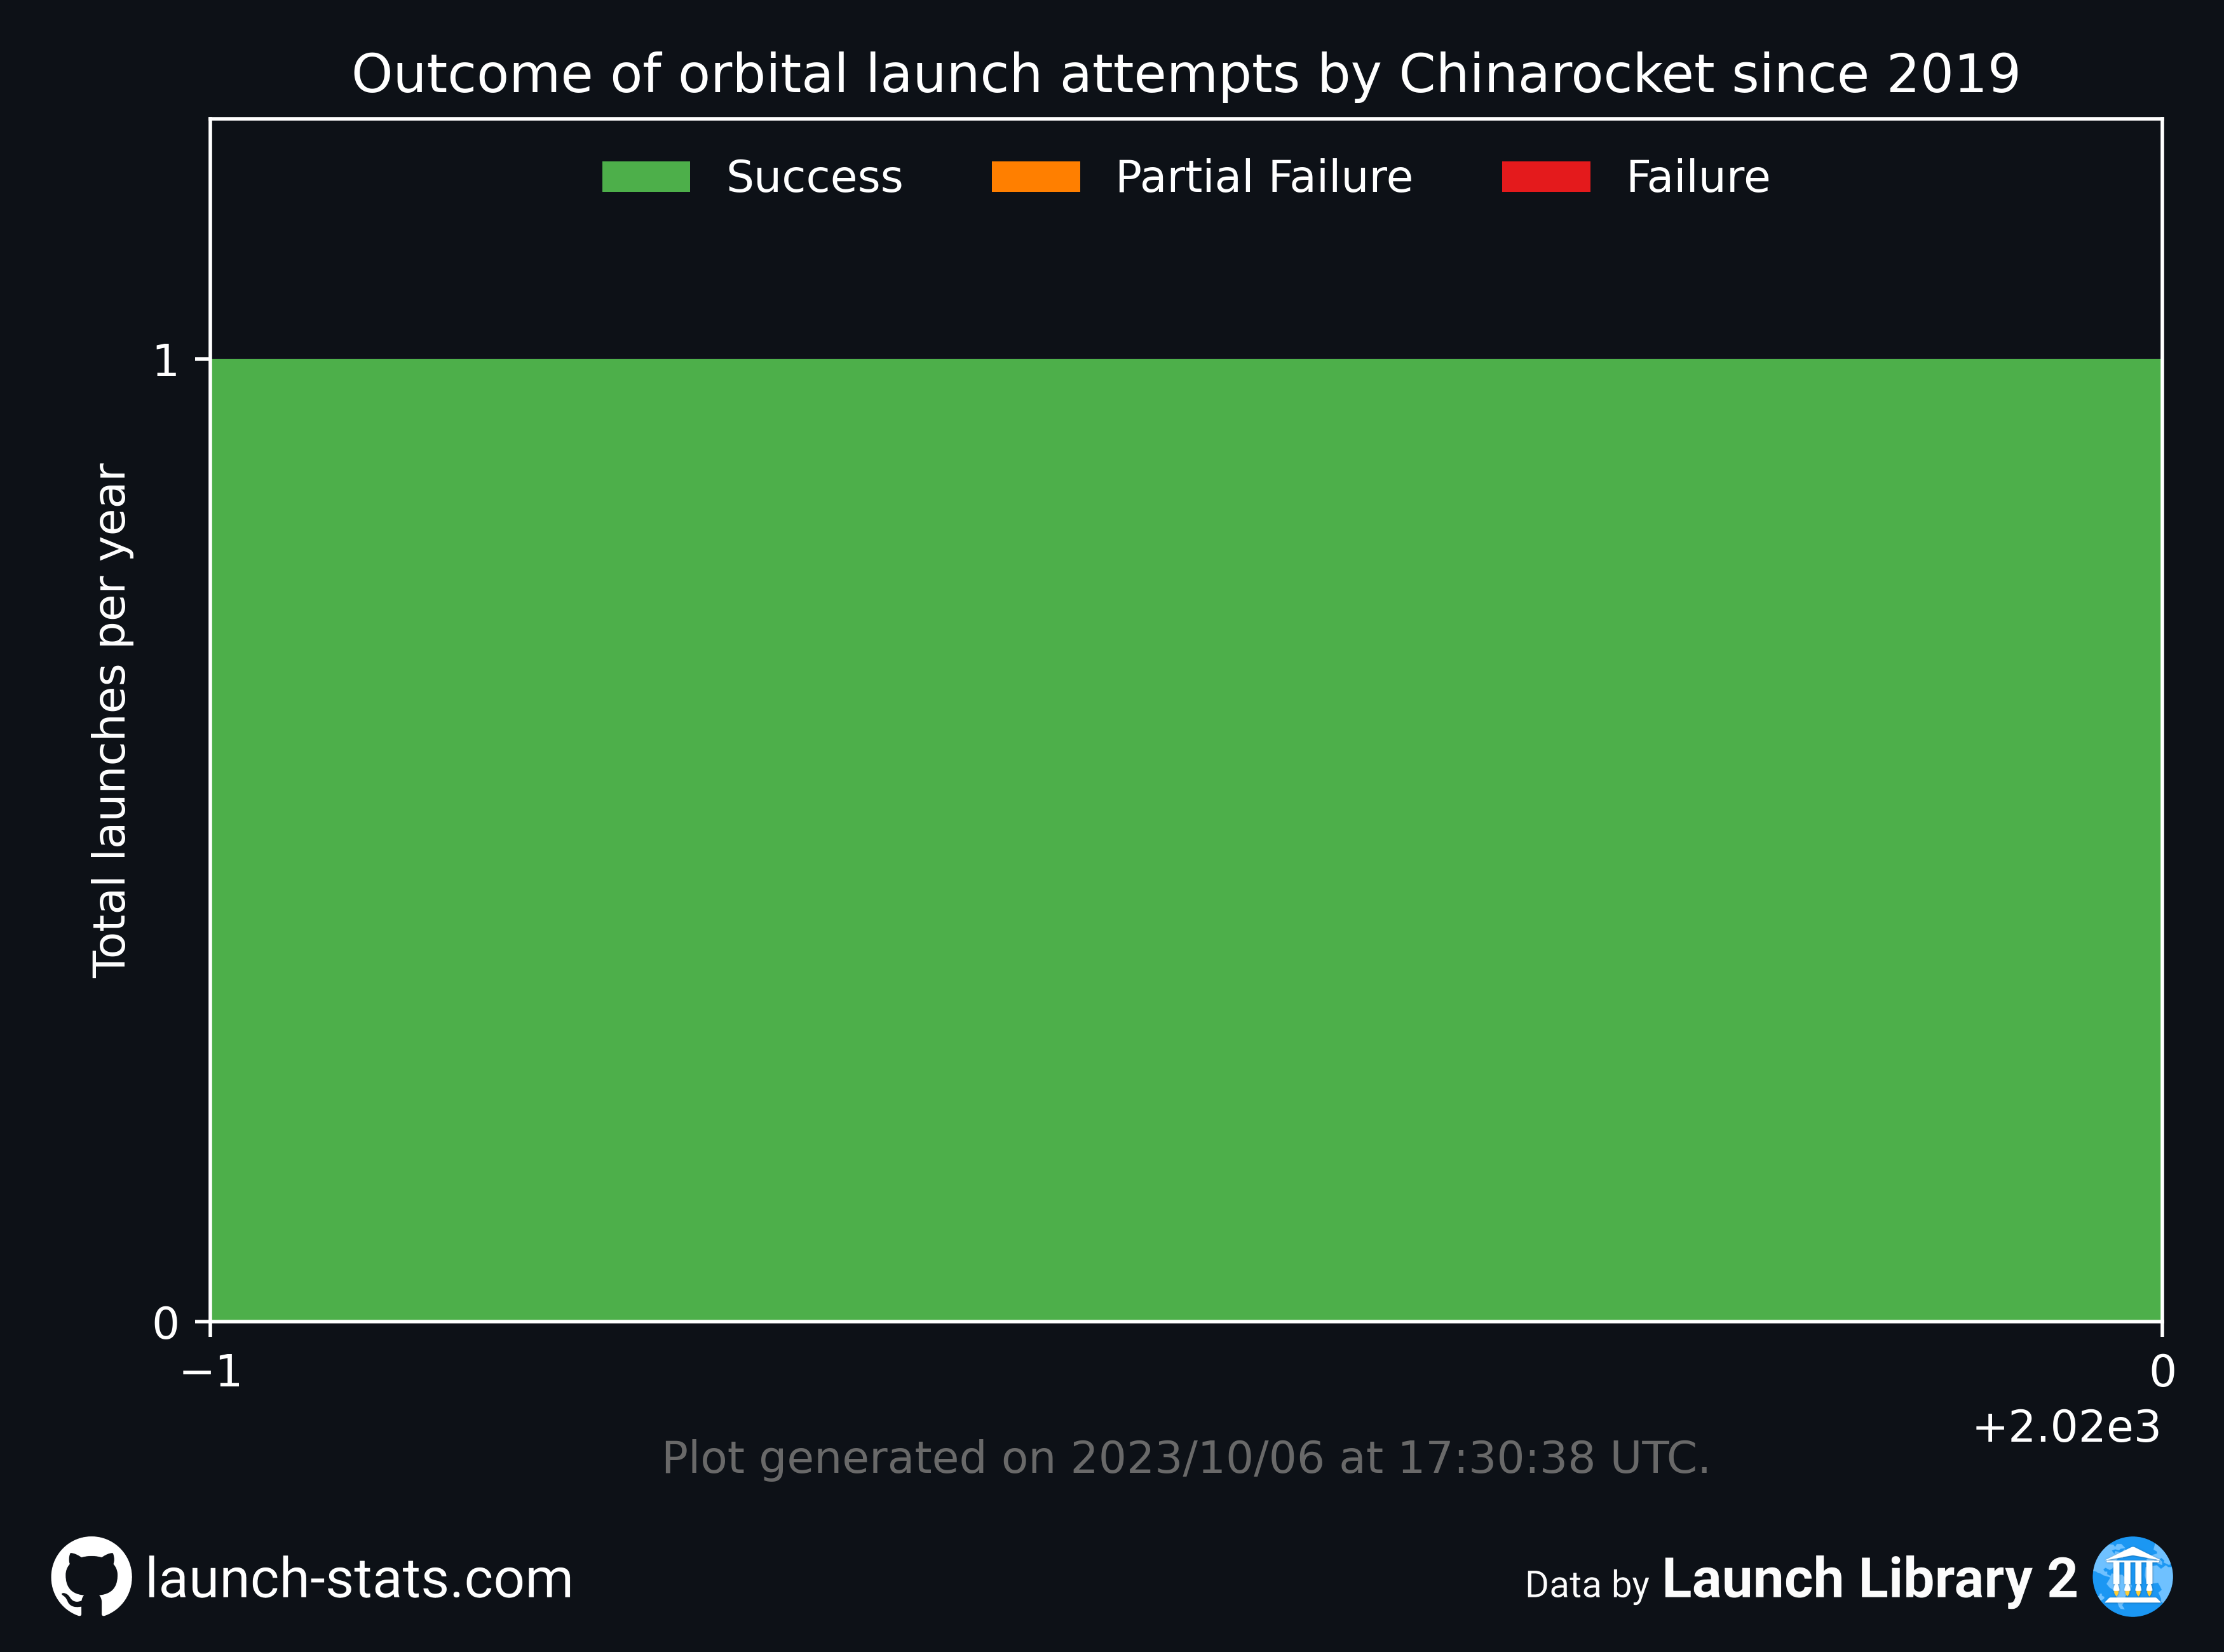 Outcome of orbital launch attempts by Chinarocket since 2019
Success
Partial Failure
Failure
Total launches per year
1
0
−1
0
+2.02e3
Plot generated on 2023/10/06 at 17:30:38 UTC.
launch-stats.com
Data by Launch Library 2